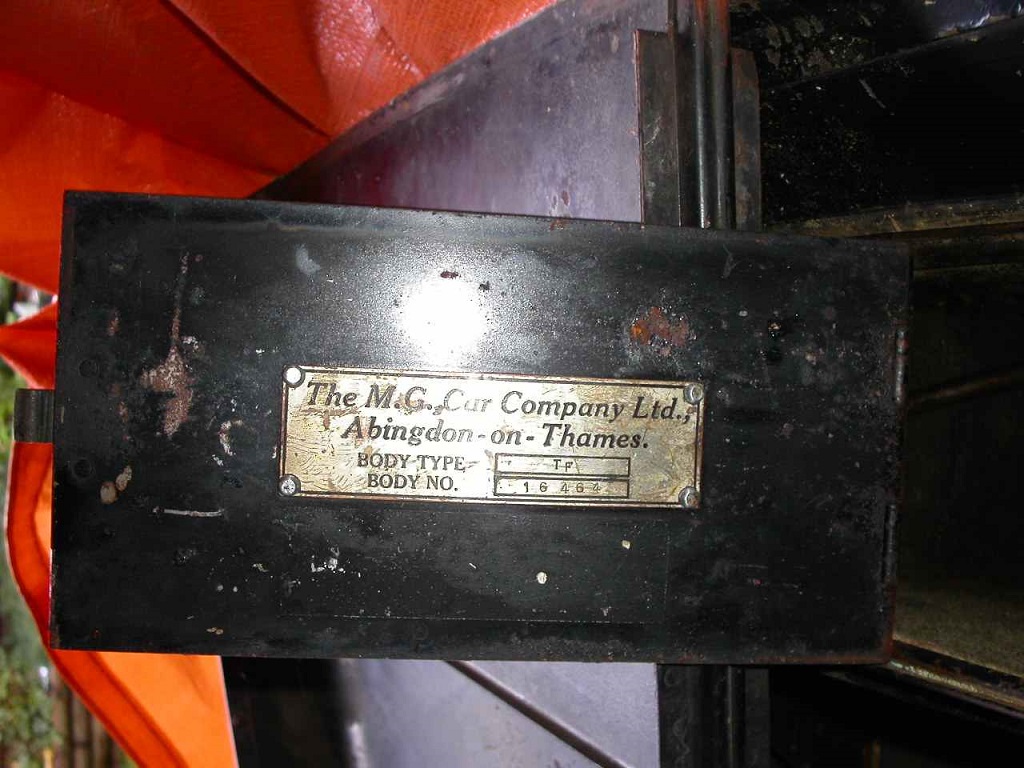 The M.G. Car Company Ltd.,
Abingdon-on-Thames.
BODY TYPE TF
BODY NO. 16464